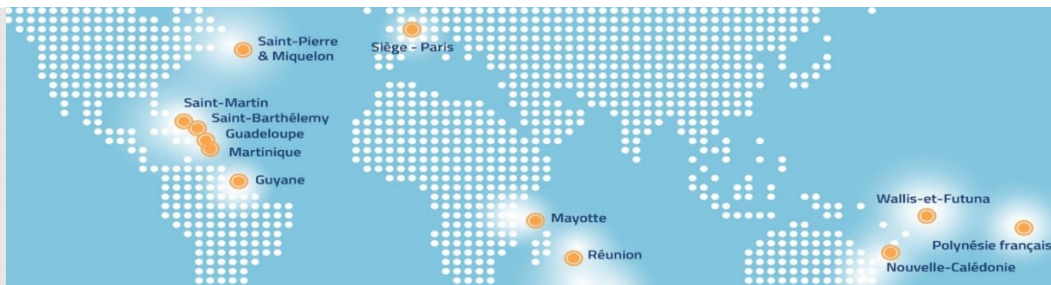 Saint-Pierre
& Miquelon
Siège - Paris
Saint-Martin
Saint-Barthélemy
Guadeloupe
Martinique
Guyane
Mayotte
Réunion
Wallis-et-Futuna
Polynésie français
Nouvelle-Calédonie